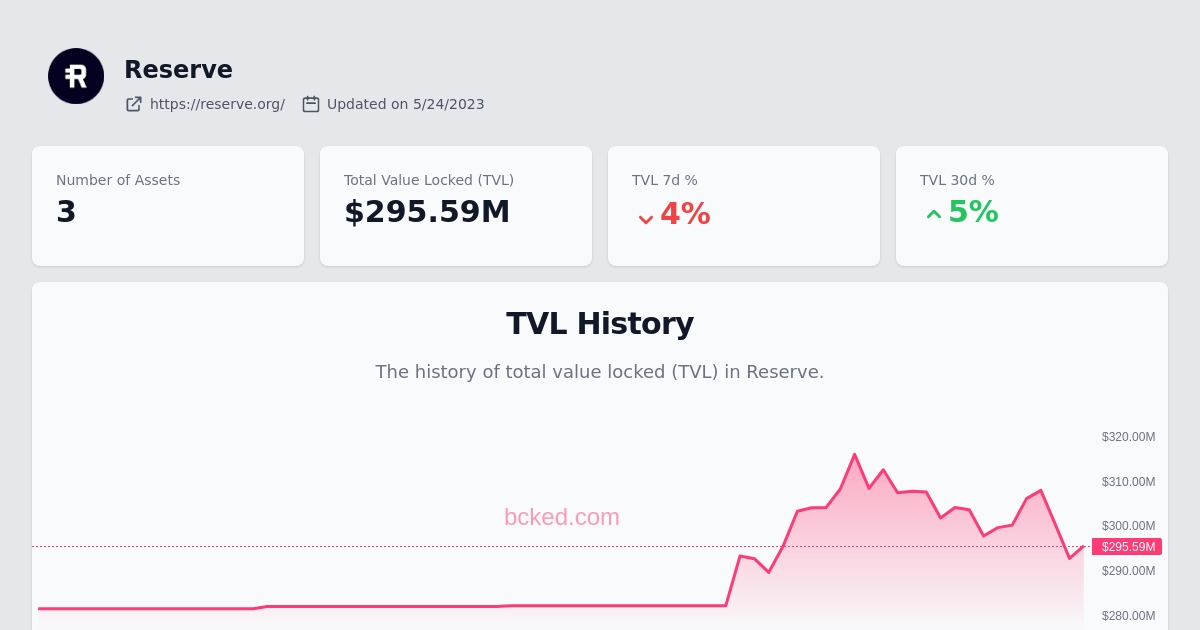 Reserve
https://reserve.org/ Updated on 5/24/2023
Number of Assets
3
Total Value Locked (TVL)
$295.59M
TVL 7d %
4%
TVL 30d %
5%
TVL History
The history of total value locked (TVL) in Reserve.
$320.00M
$310.00M
bcked.com
$300.00M
$295.59M
$290.00M
$280.00M